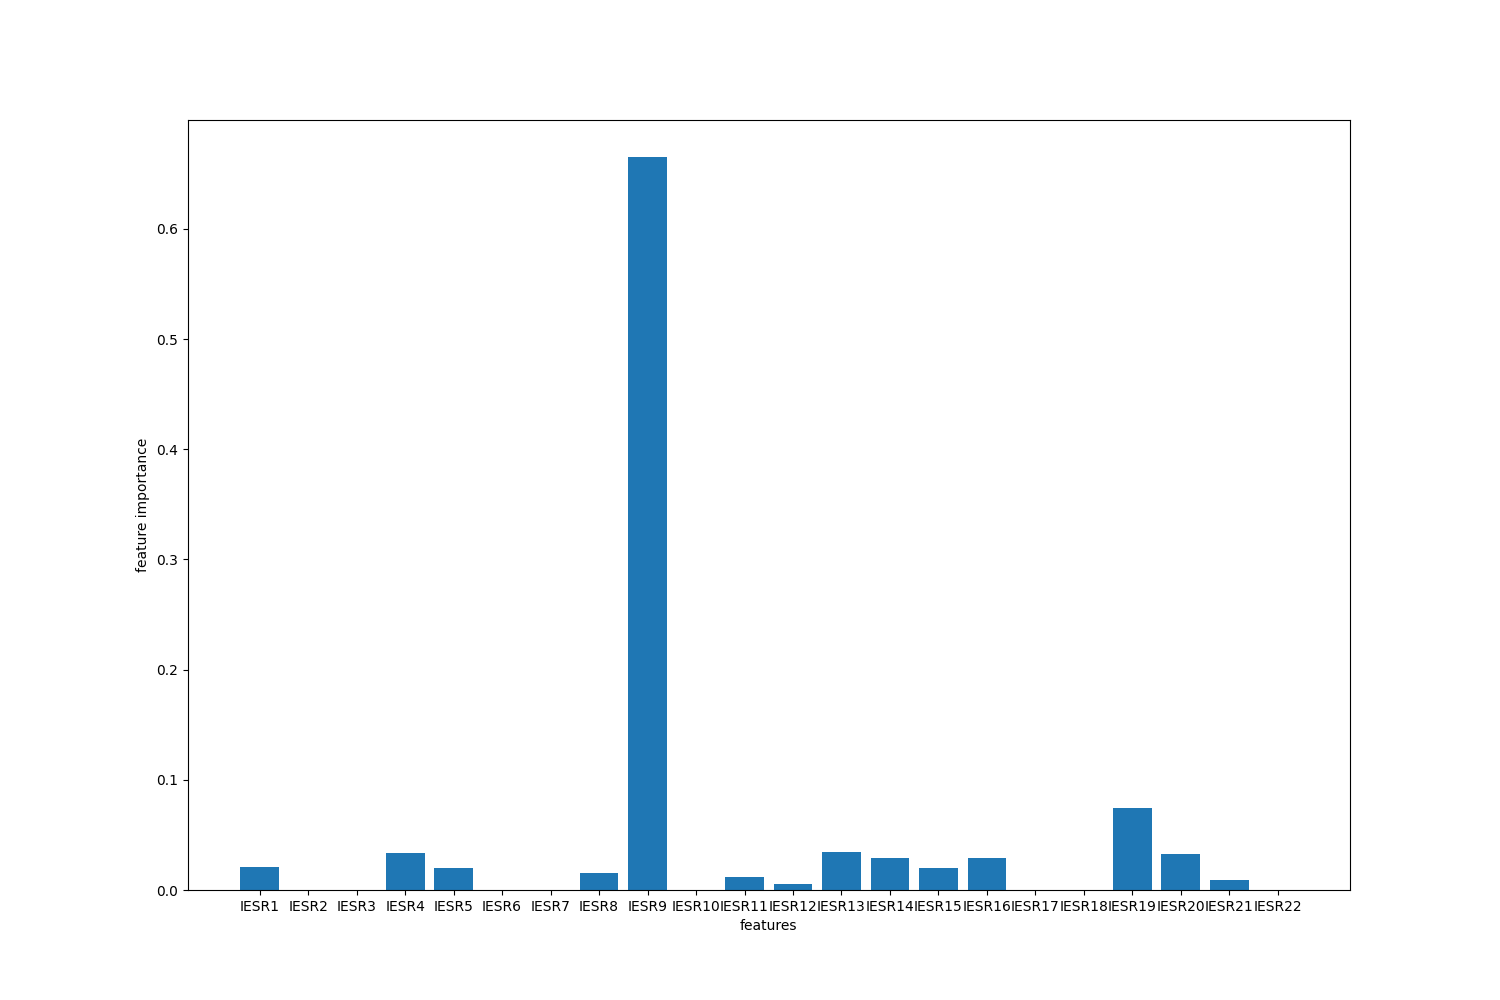 feature importance
0.6
0.5
0.4
0.3
0.2
0.1
0.0
IESR1 IESR2 IESR3 IESR4 IESR5 IESR6 IESR7 IESR8 IESR9 IESR10 IESR11 IESR12 IESR13 IESR14 IESR15 IESR16 IESR17 IESR18 IESR19 IESR20 IESR21 IESR22
features